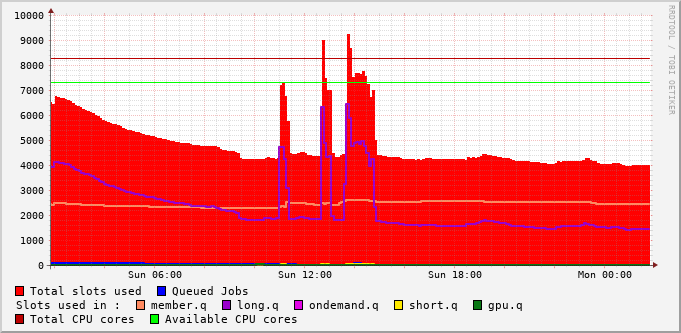 10000
9000
8000
7000
6000
5000
4000
3000
2000
1000
0
Sun 06:00 Sun 12:00 Sun 18:00 Mon 00:00
RRDTOOL / TOBI OETIKER
Total slots used Queued Jobs
Slots used in : member.q long.q ondemand.q short.q gpu.q
Total CPU cores Available CPU cores